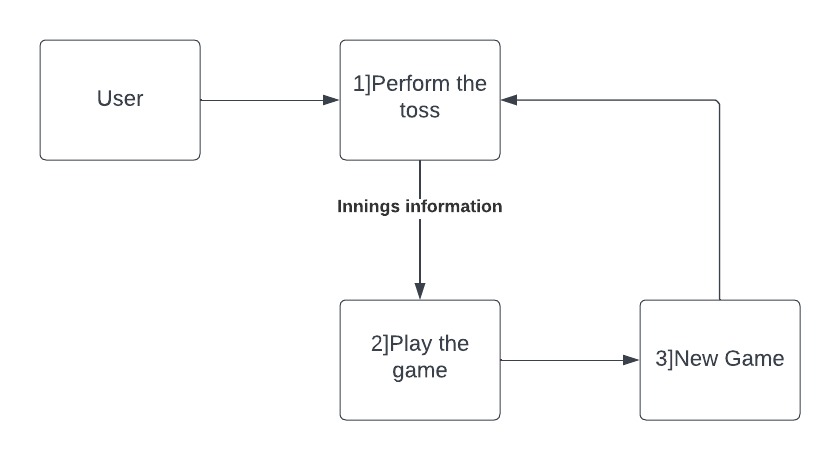 User
1]Perform the
toss
Innings information
2]Play the
game
3]New Game